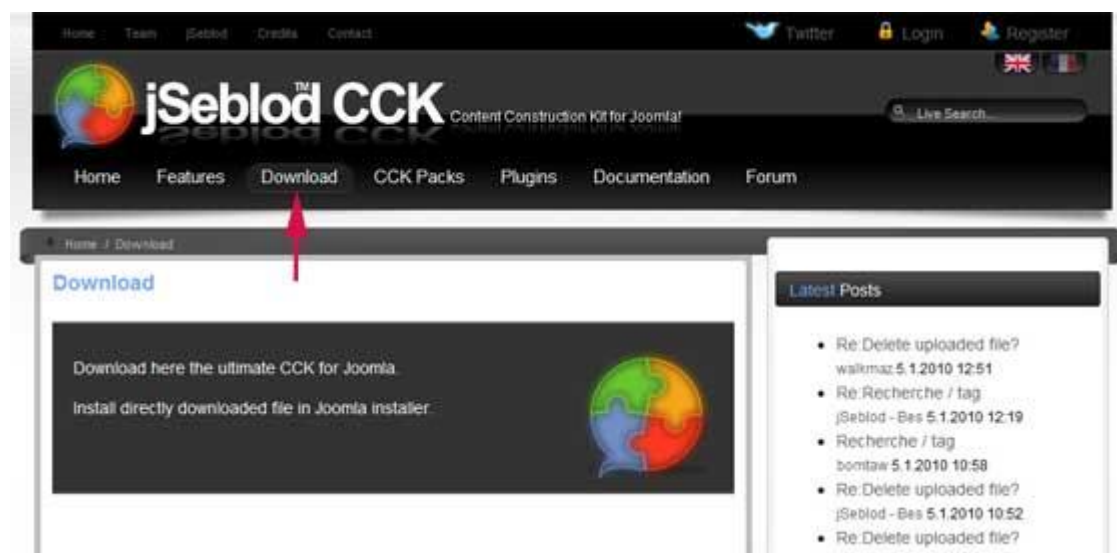 Home Team jSeblod Credits Contact
Twitter Login Register
jSeblod™ CCK Content Construction Kit for Joomla!
Live Search...
Home Features Download CCK Packs Plugins Documentation Forum
Home / Download
Download
Download here the ultimate CCK for Joomla.
Install directly downloaded file in Joomla installer.
Latest Posts
Re:Delete uploaded file?
walkmaz 5.1.2010 12:51
Re:Recherche / tag
jSeblod - Bes 5.1.2010 12:19
Recherche / tag
bomtaw 5.1.2010 10:58
Re:Delete uploaded file?
jSeblod - Bes 5.1.2010 10:52
Re:Delete uploaded file?